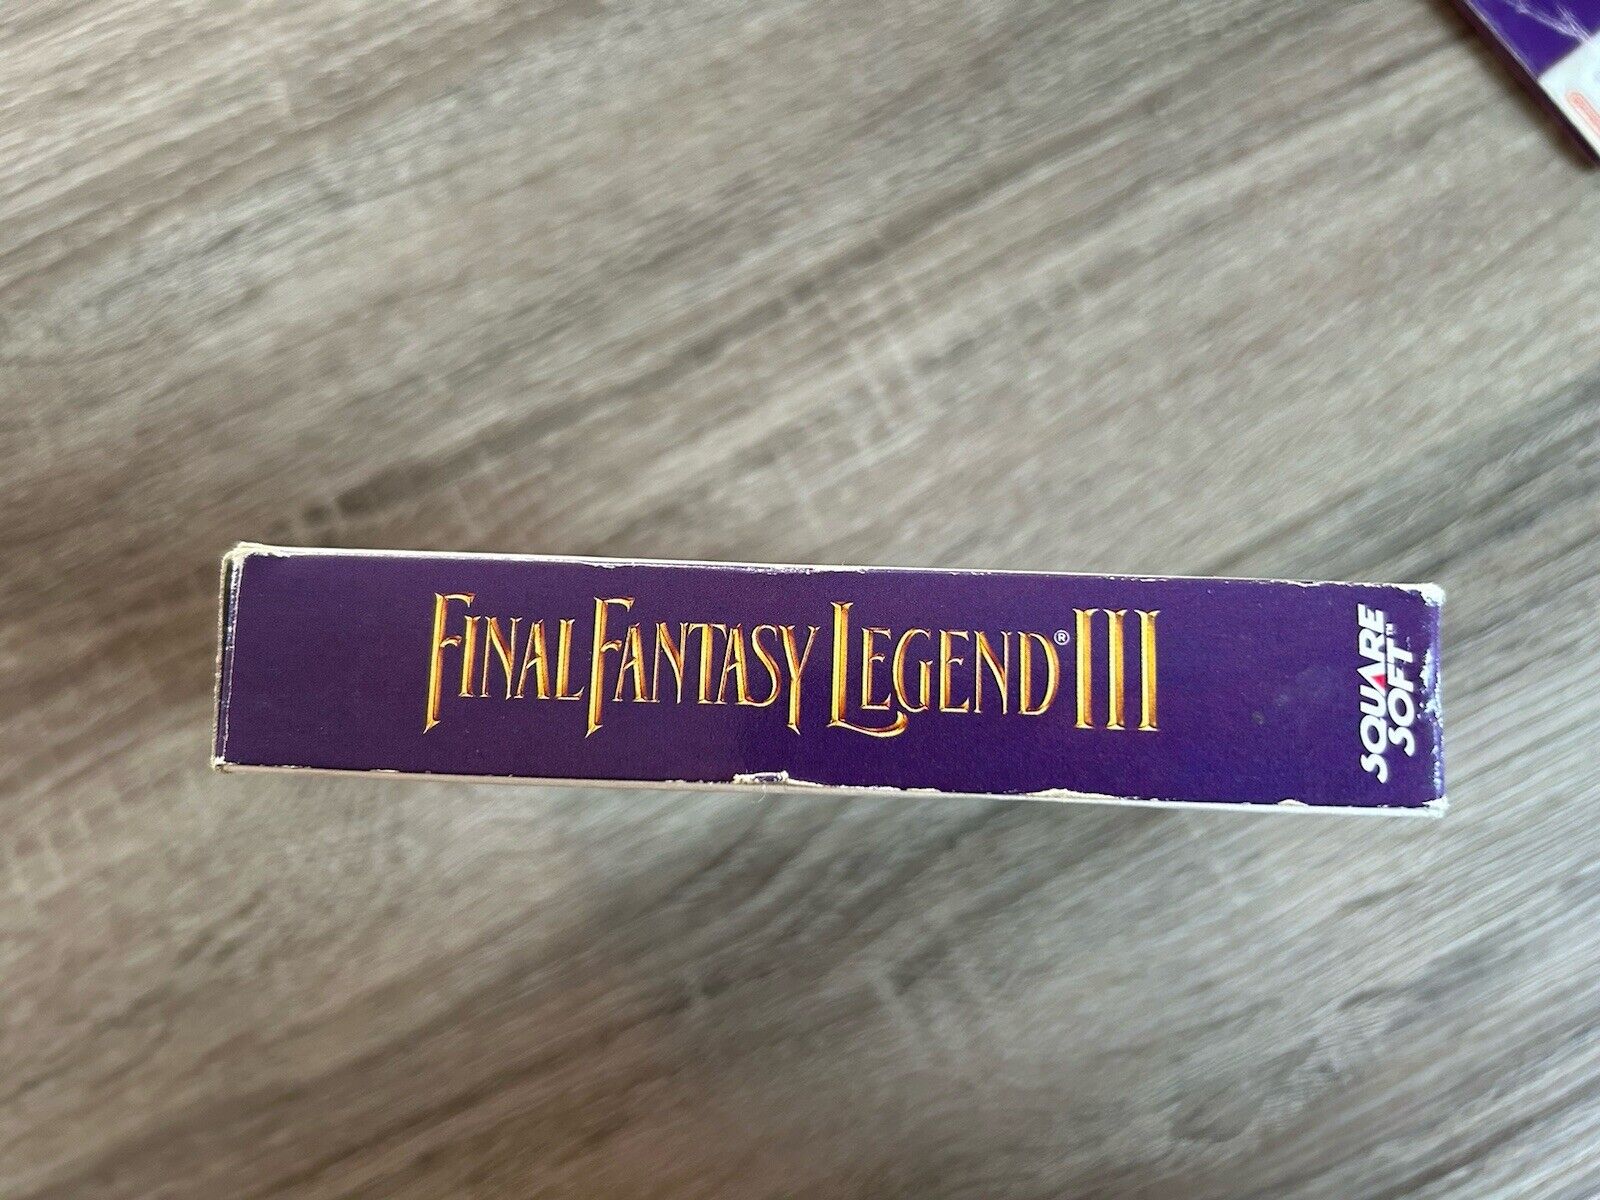 FINAL FANTASY LEGEND® III
SQUARE
SOFT™